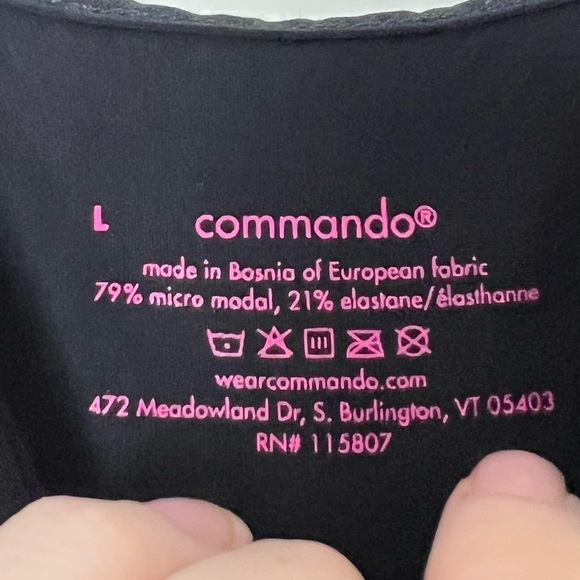 L commando®
made in Bosnia of European fabric
79% micro modal, 21% elastane/élasthanne
wearcommando.com
472 Meadowland Dr, S. Burlington, VT 05403
RN# 115807